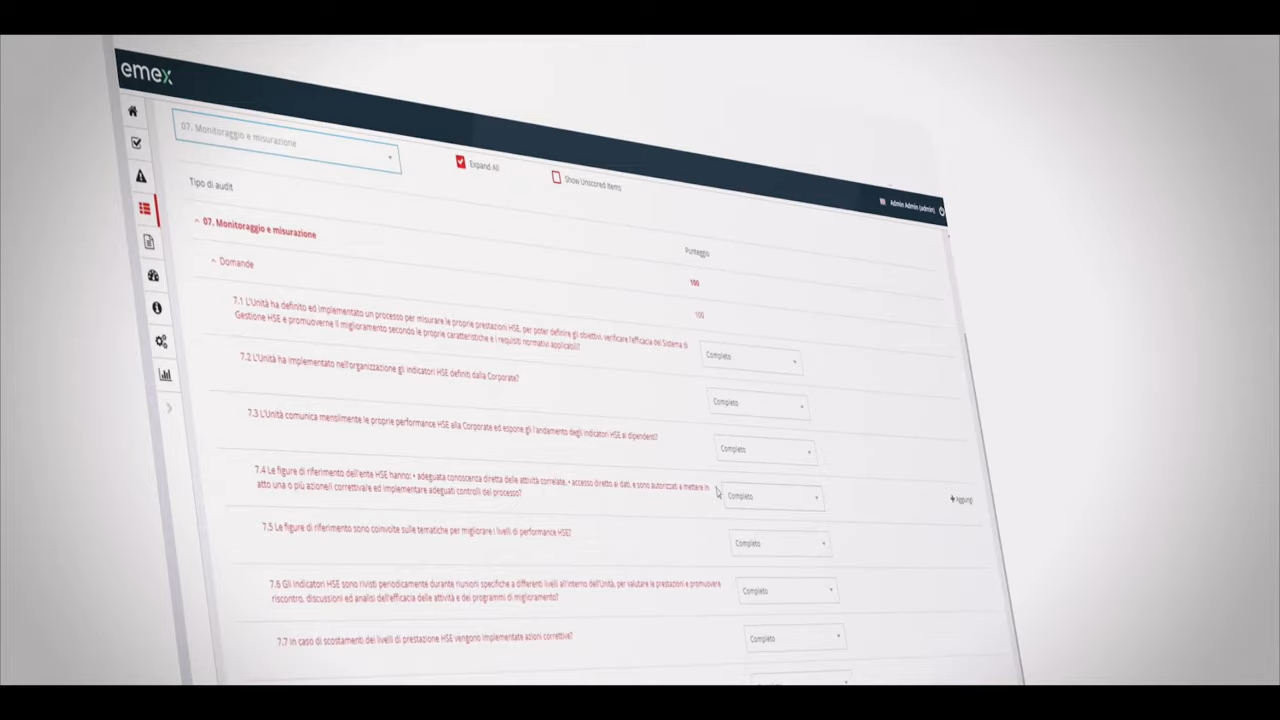 emex
07. Monitoraggio e misurazione
Expand All
Show Unscored Items
Admin Admin (admin)
Tipo di audit
Punteggio
07. Monitoraggio e misurazione
100
Domande
100
7.1 L'Unità ha definito ed implementato un processo per misurare le proprie prestazioni HSE, per poter definire gli obiettivi, verificare l'efficacia del Sistema di
Gestione HSE e promuoverne il miglioramento secondo le proprie caratteristiche e i requisiti normativi applicabili?
Completo
7.2 L'Unità ha implementato nell'organizzazione gli indicatori HSE definiti dalla Corporate?
Completo
7.3 L'Unità comunica mensilmente le proprie performance HSE alla Corporate ed espone gli l'andamento degli indicatori HSE ai dipendenti?
Completo
7.4 Le figure di riferimento dell'ente HSE hanno: • adeguata conoscenza diretta delle attività correlate, • accesso diretto ai dati, e sono autorizzati a mettere in
atto una o più azione/i correttiva/e ed implementare adeguati controlli del processo?
Completo
Aggiungi
7.5 Le figure di riferimento sono coinvolte sulle tematiche per migliorare i livelli di performance HSE?
Completo
7.6 Gli indicatori HSE sono rivisti periodicamente durante riunioni specifiche a differenti livelli all'interno dell'Unità, per valutare le prestazioni e promuovere
riscontro, discussioni ed analisi dell'efficacia delle attività e dei programmi di miglioramento?
Completo
7.7 In caso di scostamenti dei livelli di prestazione HSE vengono implementate azioni correttive?
Completo